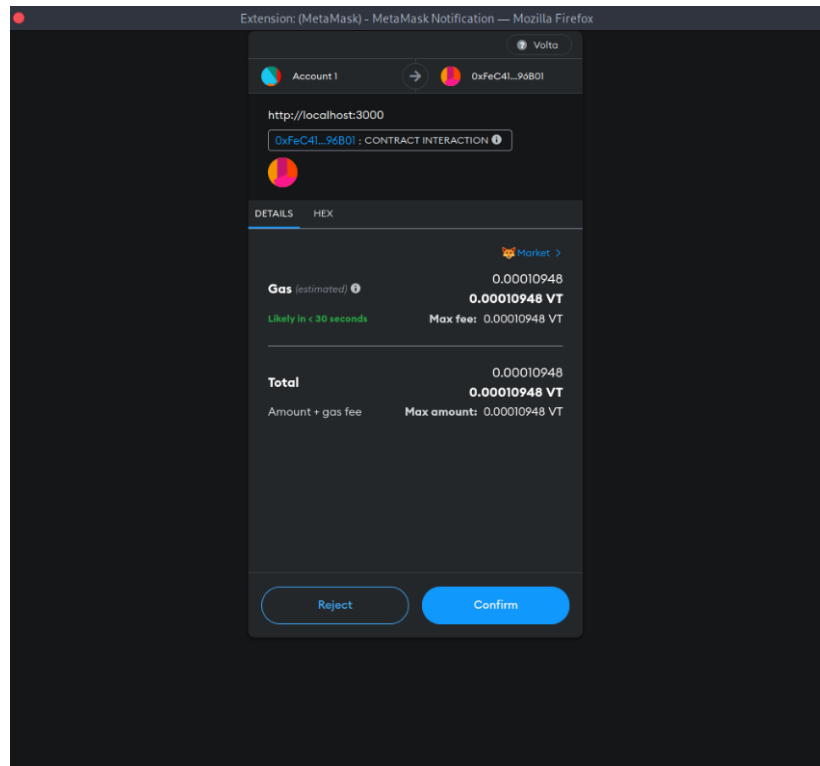 Extension: (MetaMask) - MetaMask Notification — Mozilla Firefox
Volta
Account 1
0xFeC41...96B01
http://localhost:3000
0xFeC41...96B01 : CONTRACT INTERACTION
DETAILS HEX
Market >
0.00010948
Gas (estimated) 0.00010948 VT
Likely in < 30 seconds Max fee: 0.00010948 VT
0.00010948
Total 0.00010948 VT
Amount + gas fee Max amount: 0.00010948 VT
Reject Confirm